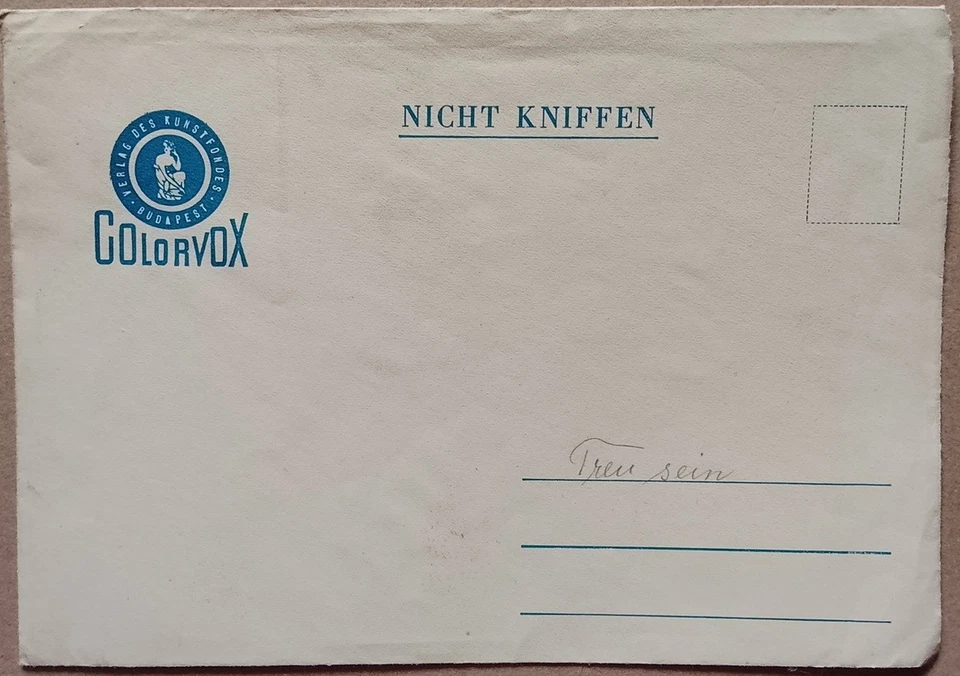 NICHT KNIFFEN
VERLAG DES KUNSTFONDES
· BUDAPEST ·
COLORVOX
Treu sein